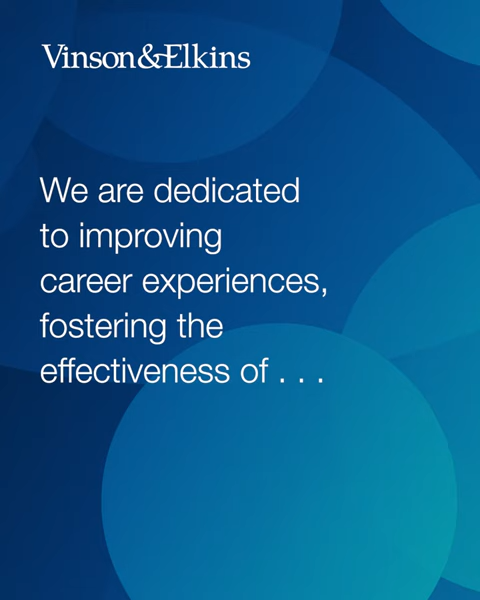 Vinson&Elkins
We are dedicated
to improving
career experiences,
fostering the
effectiveness of . . .